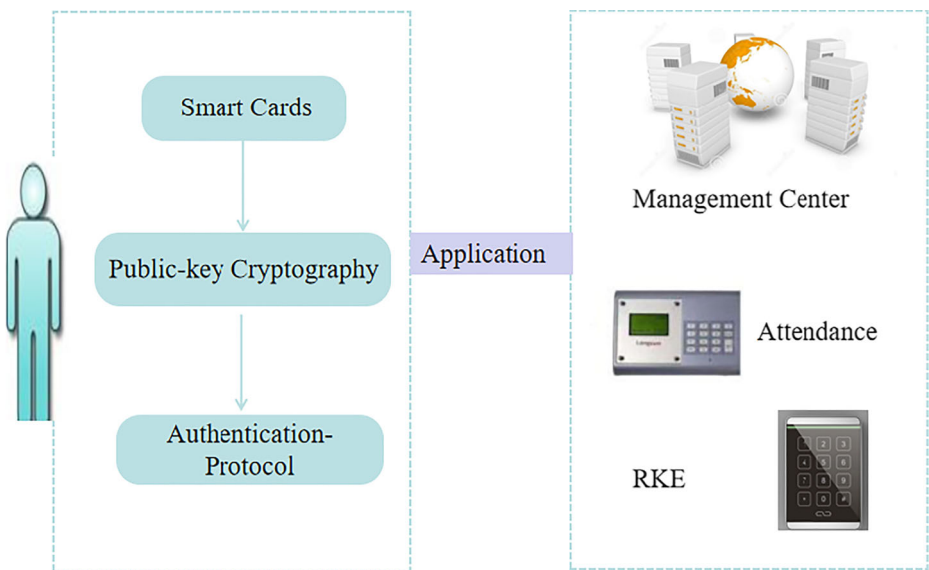 Smart Cards
Public-key Cryptography
Authentication-
Protocol
Application
Management Center
Attendance
RKE